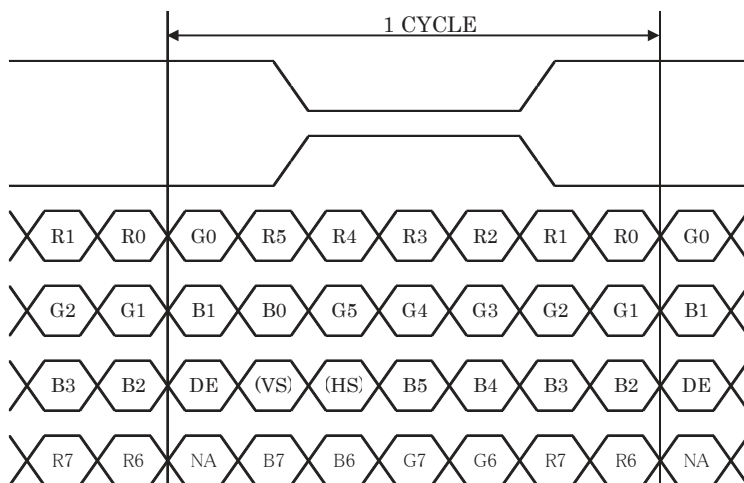 1 CYCLE
R1 R0 G0 R5 R4 R3 R2 R1 R0 G0
G2 G1 B1 B0 G5 G4 G3 G2 G1 B1
B3 B2 DE (VS) (HS) B5 B4 B3 B2 DE
R7 R6 NA B7 B6 G7 G6 R7 R6 NA